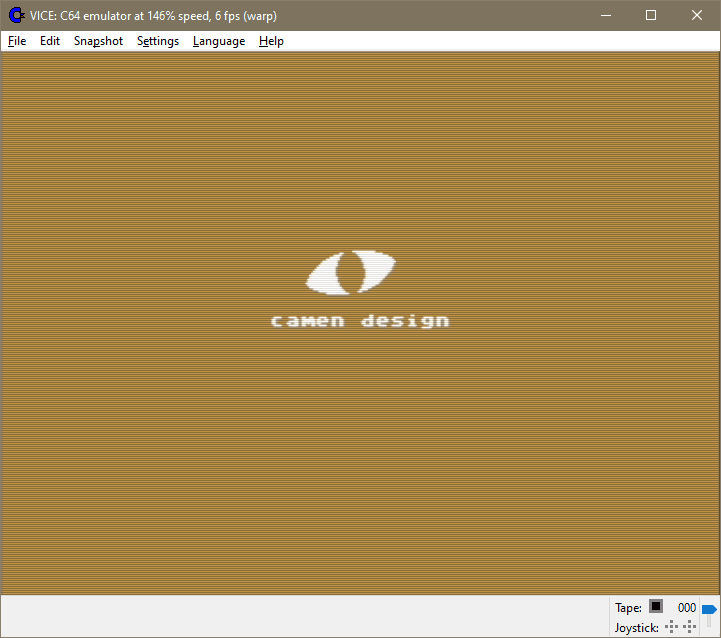 VICE: C64 emulator at 146% speed, 6 fps (warp)
File Edit Snapshot Settings Language Help
camen design
Tape: 000
Joystick: